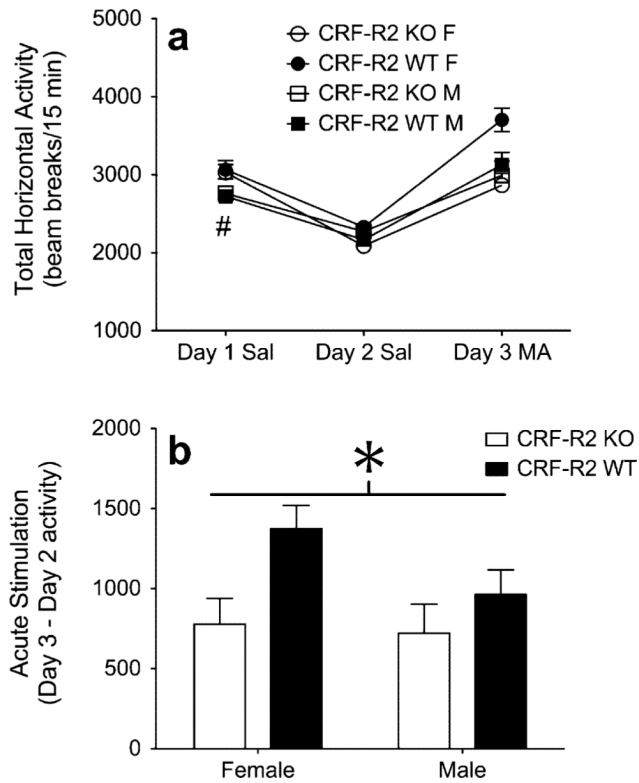 a
CRF-R2 KO F
CRF-R2 WT F
CRF-R2 KO M
CRF-R2 WT M
Total Horizontal Activity
(beam breaks/15 min)
5000
4000
3000
2000
1000
#
Day 1 Sal Day 2 Sal Day 3 MA
b
CRF-R2 KO
CRF-R2 WT
*
Acute Stimulation
(Day 3 - Day 2 activity)
2000
1500
1000
500
0
Female Male